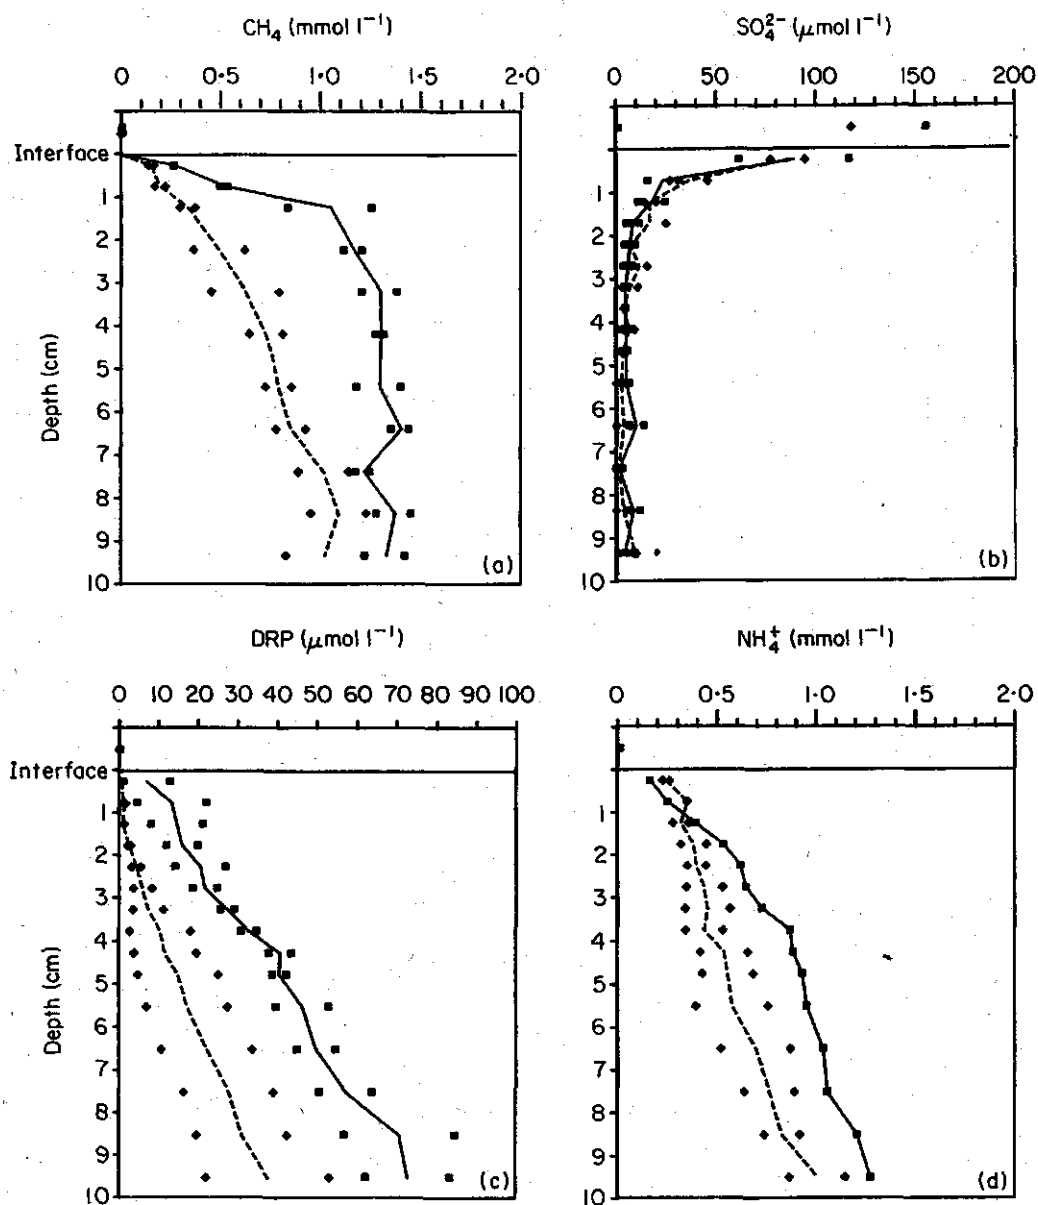 CH₄ (mmol l⁻¹)
0 0·5 1·0 1·5 2·0
Interface
1
2
3
4
5
6
7
8
9
10
Depth (cm)
(a)
SO₄²⁻ (μmol l⁻¹)
0 50 100 150 200
1
2
3
4
5
6
7
8
9
10
(b)
DRP (μmol l⁻¹)
0 10 20 30 40 50 60 70 80 90 100
Interface
1
2
3
4
5
6
7
8
9
10
Depth (cm)
(c)
NH₄⁺ (mmol l⁻¹)
0 0·5 1·0 1·5 2·0
1
2
3
4
5
6
7
8
9
10
(d)